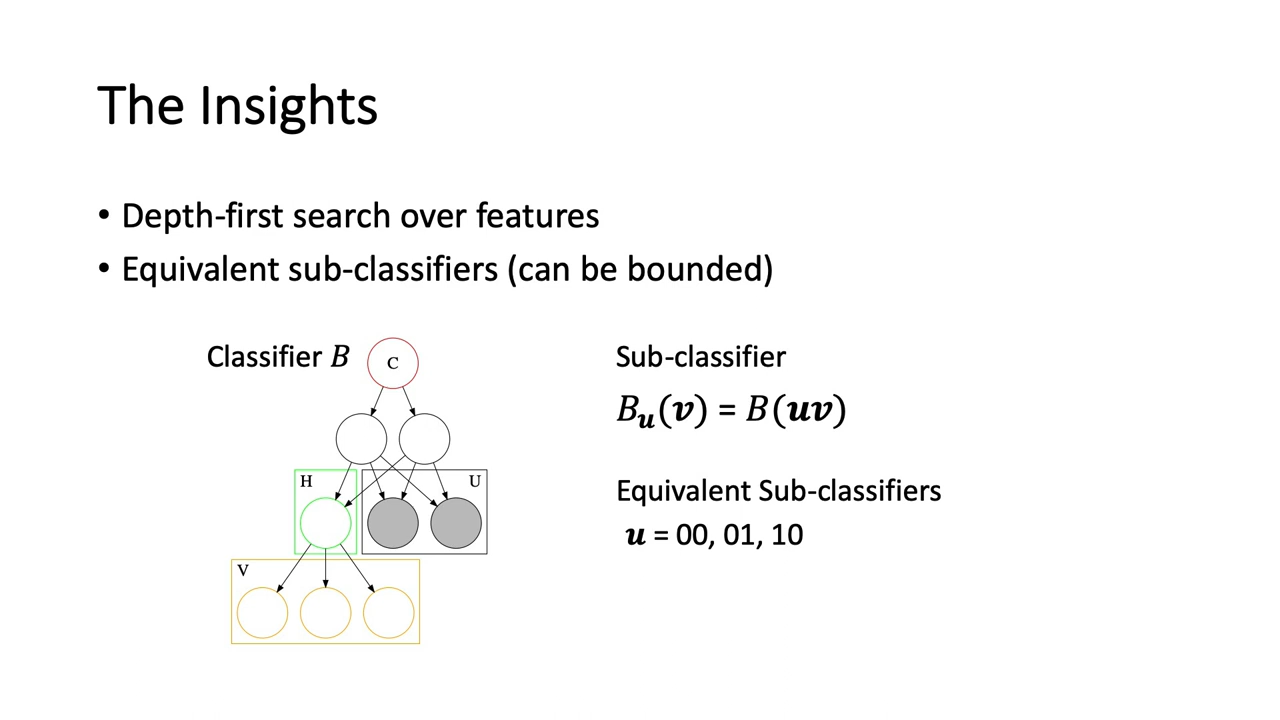 The Insights
• Depth-first search over features
• Equivalent sub-classifiers (can be bounded)
Classifier B
C
H
U
V
Sub-classifier
B_u(v) = B(uv)
Equivalent Sub-classifiers
u = 00, 01, 10